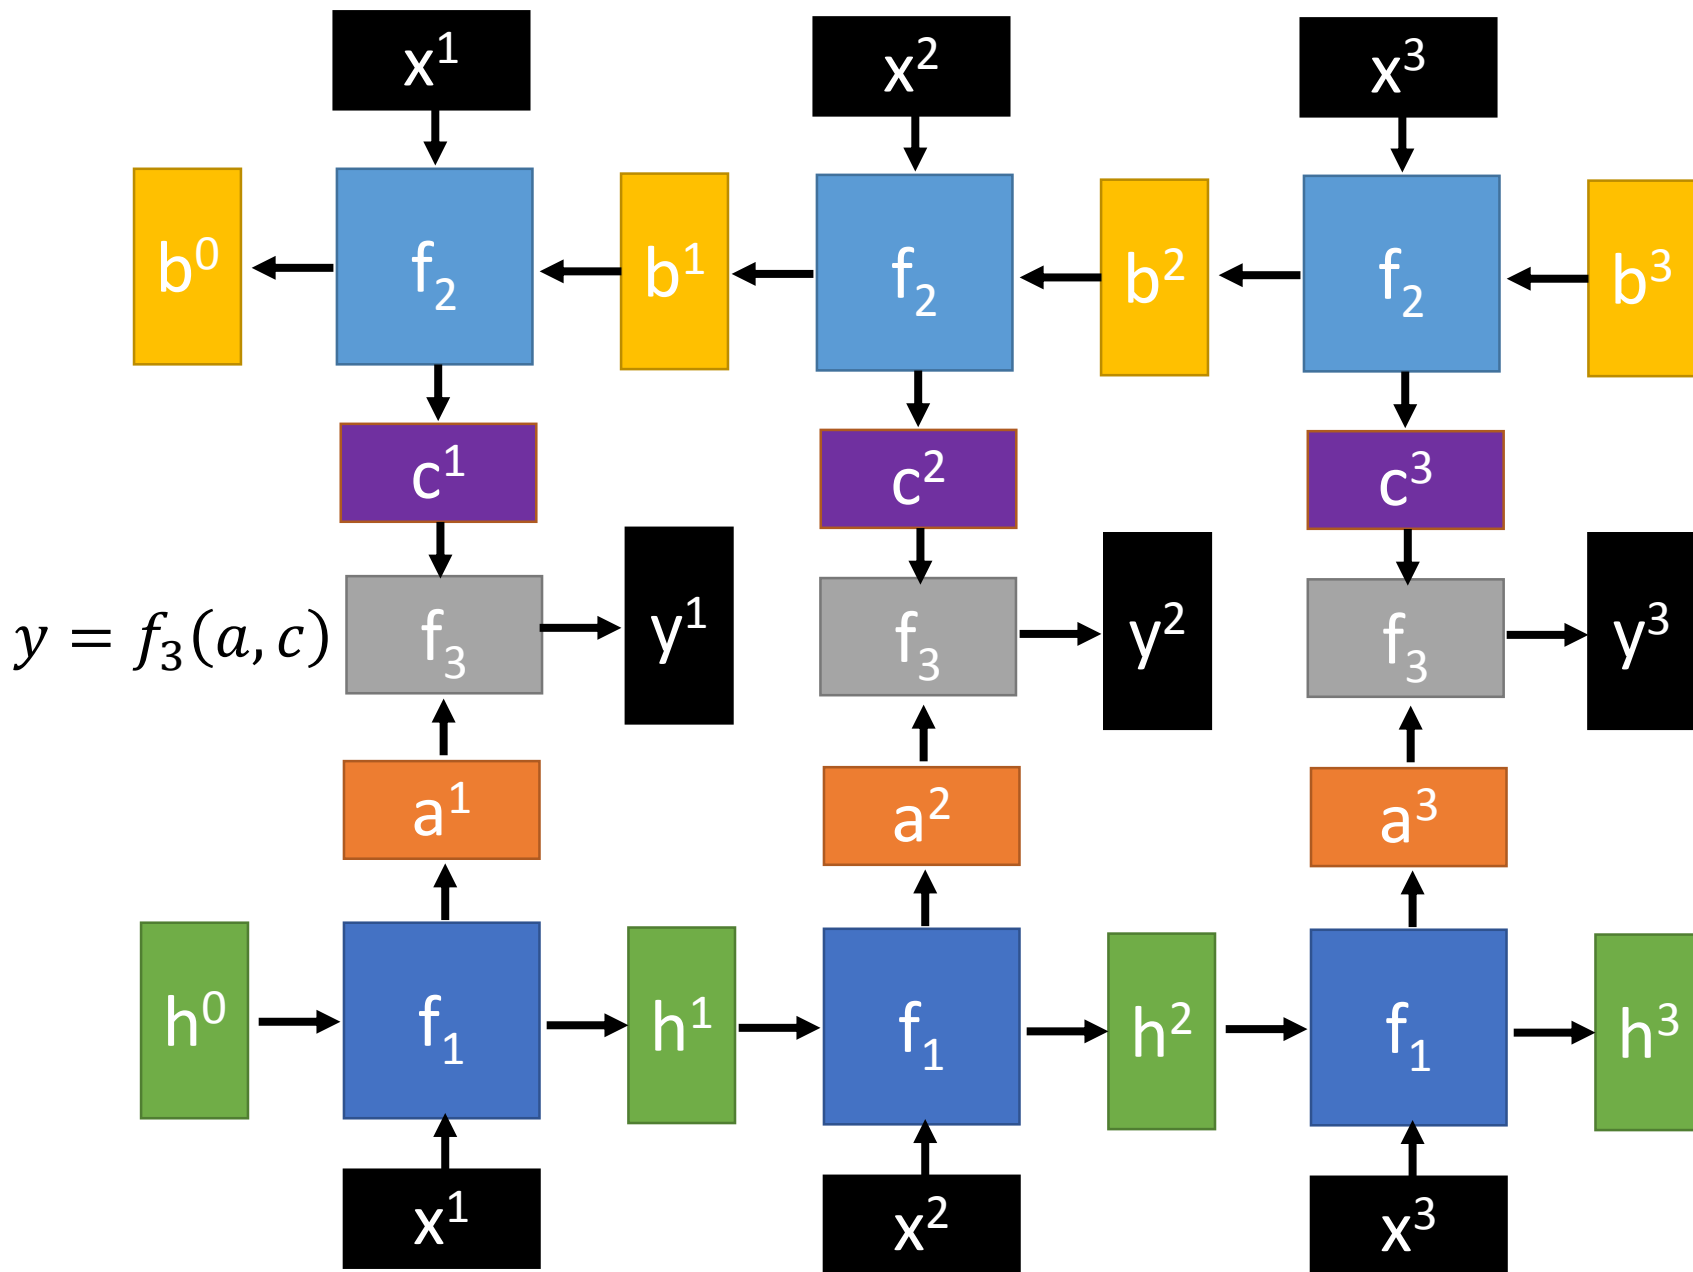 x¹ x² x³
b⁰ f₂ b¹ f₂ b² f₂ b³
c¹ c² c³
y = f₃(a, c) f₃ y¹ f₃ y² f₃ y³
a¹ a² a³
h⁰ f₁ h¹ f₁ h² f₁ h³
x¹ x² x³